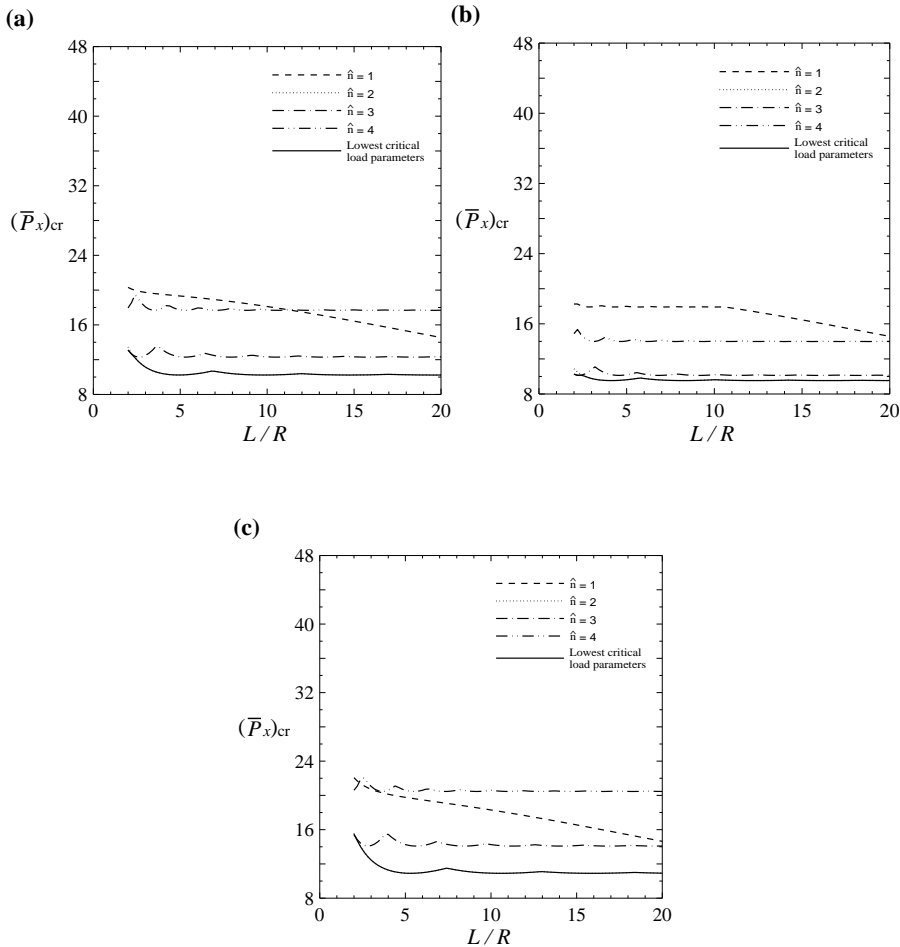 (a)
48
40
32
24
16
8
(P̅x)cr
n̂ = 1
n̂ = 2
n̂ = 3
n̂ = 4
Lowest critical
load parameters
0 5 10 15 20
L / R
(b)
48
40
32
24
16
8
(P̅x)cr
n̂ = 1
n̂ = 2
n̂ = 3
n̂ = 4
Lowest critical
load parameters
0 5 10 15 20
L / R
(c)
48
40
32
24
16
8
(P̅x)cr
n̂ = 1
n̂ = 2
n̂ = 3
n̂ = 4
Lowest critical
load parameters
0 5 10 15 20
L / R